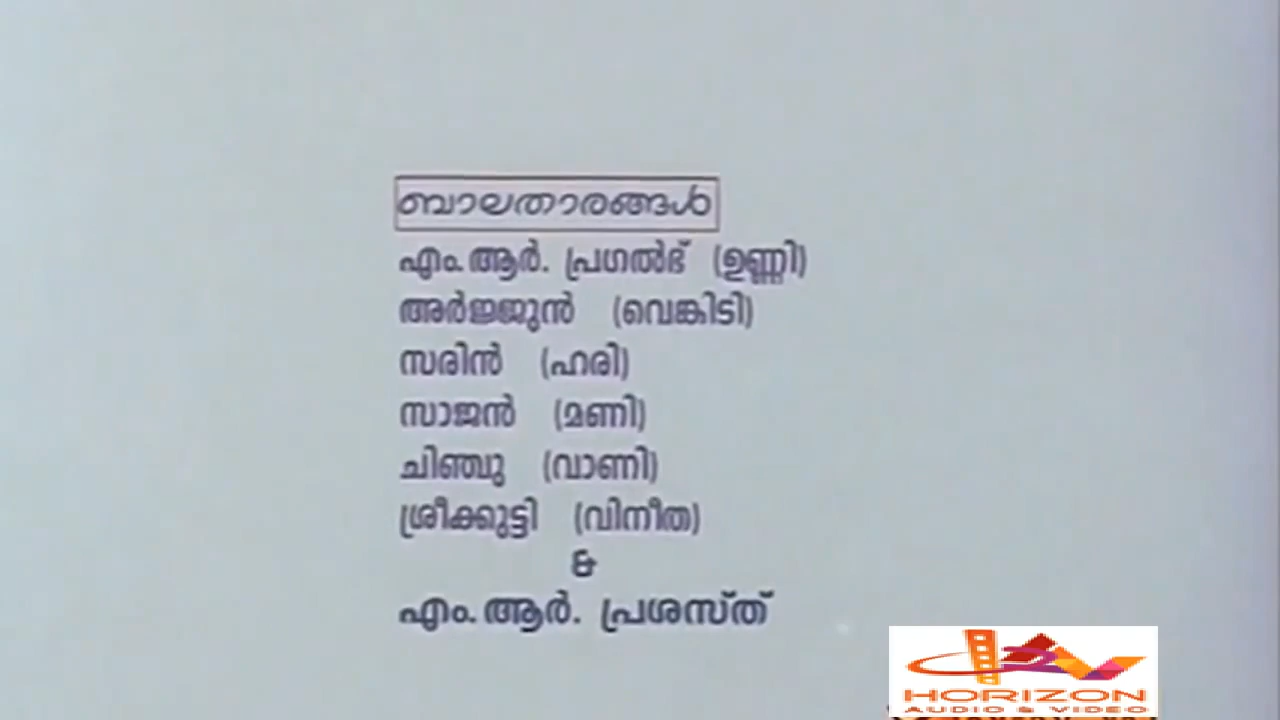 ബാലതാരങ്ങൾ
എം.ആർ. പ്രഗൽഭ് (ഉണ്ണി)
അർജ്ജുൻ (വെങ്കിടി)
സരിൻ (ഹരി)
സാജൻ (മണി)
ചിഞ്ചു (വാണി)
ശ്രീക്കുട്ടി (വിനീത)
&
എം.ആർ. പ്രശസ്ത്
HORIZON
AUDIO & VIDEO